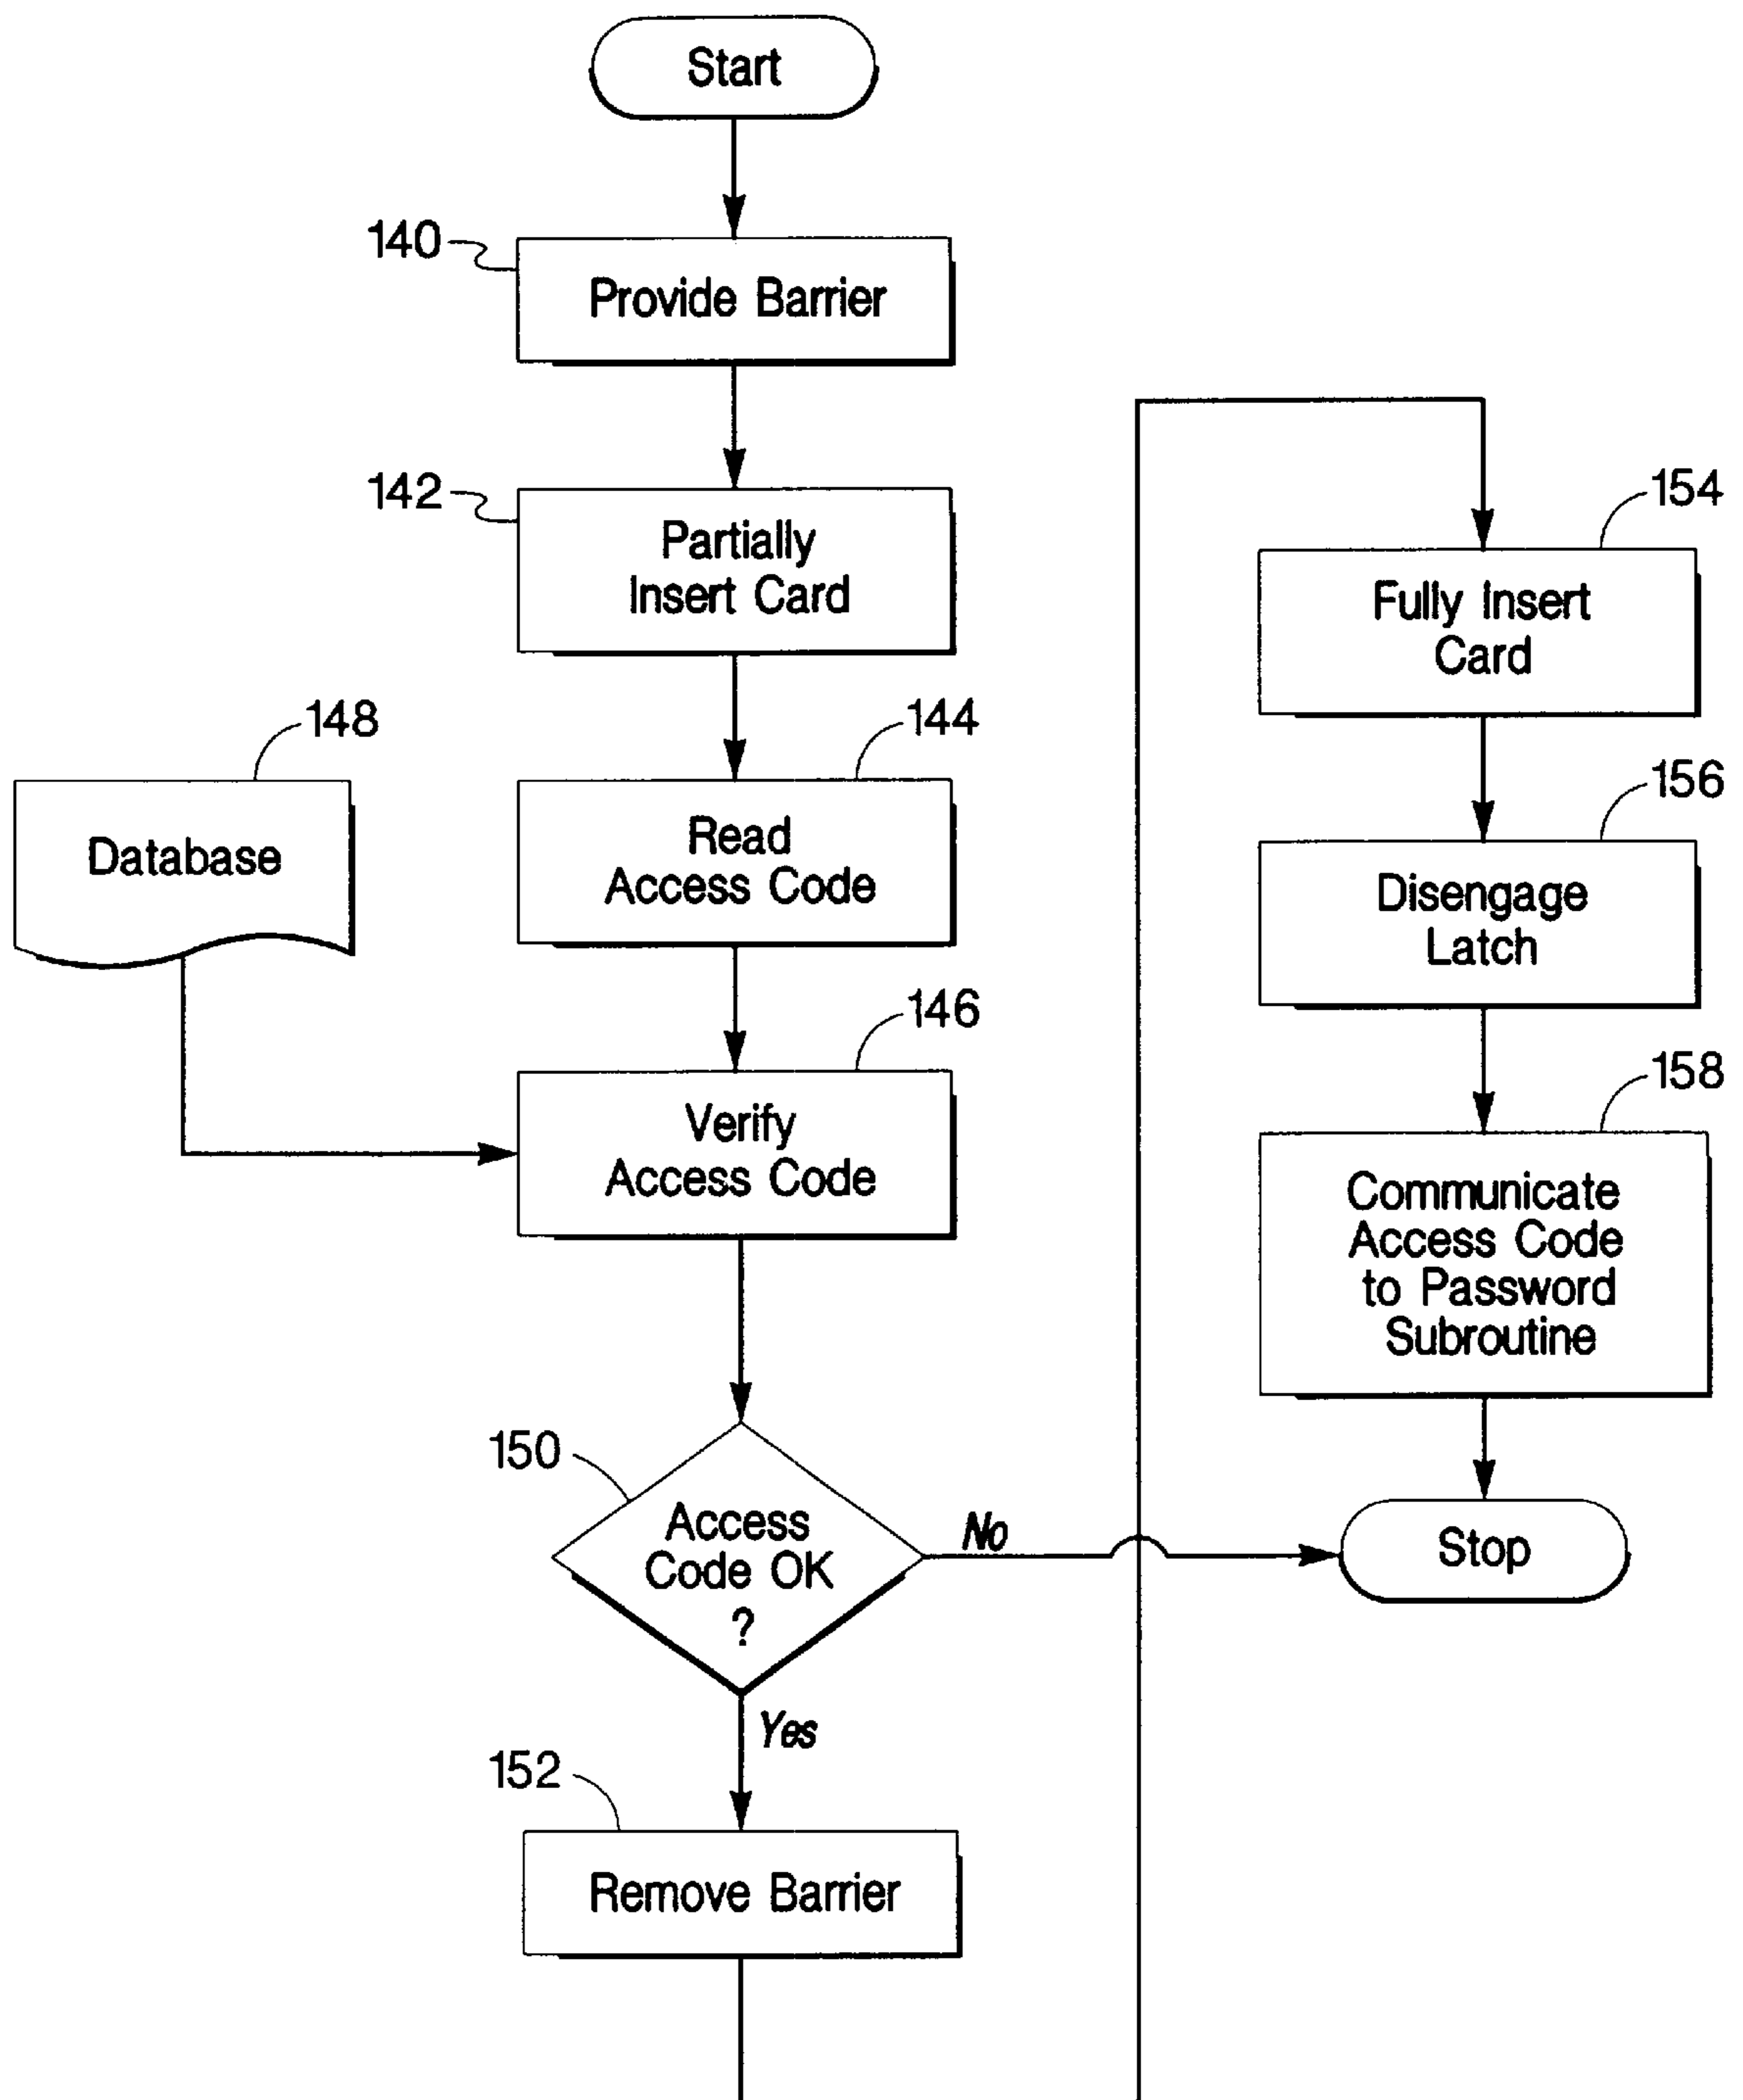 Start
140
Provide Barrier
142
Partially
Insert Card
148
Database
144
Read
Access Code
146
Verify
Access Code
150
Access
Code OK
?
No
Yes
152
Remove Barrier
154
Fully Insert
Card
156
Disengage
Latch
158
Communicate
Access Code
to Password
Subroutine
Stop